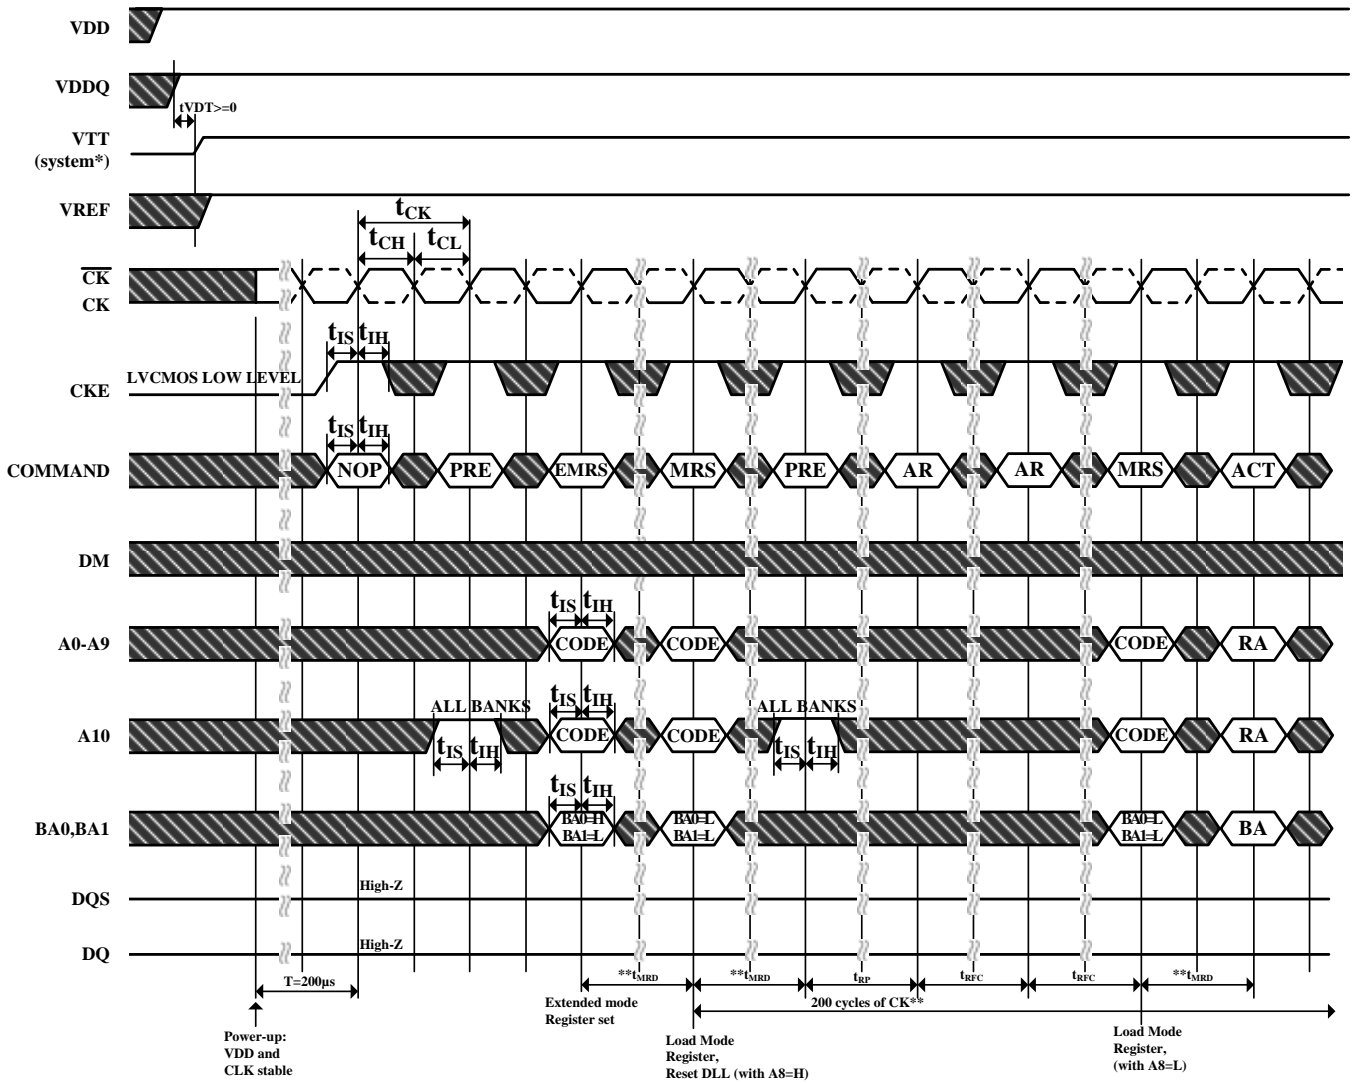 VDD
VDDQ
tVDT>=0
VTT
(system*)
VREF
tCK
tCH tCL
CK
CK
tIS tIH
LVCMOS LOW LEVEL
CKE
tIS tIH
COMMAND NOP PRE EMRS MRS PRE AR AR MRS ACT
DM
tIS tIH
A0-A9 CODE CODE CODE RA
tIS tIH
ALL BANKS ALL BANKS
A10 CODE CODE CODE RA
tIS tIH tIS tIH
tIS tIH
BA0,BA1 BA0=H BA0=L BA0=L BA
BA1=L BA1=L BA1=L
High-Z
DQS
High-Z
DQ
T=200µs **tMRD **tMRD tRP tRFC tRFC **tMRD
Extended mode
Register set
200 cycles of CK**
Power-up:
VDD and
CLK stable
Load Mode
Register,
Reset DLL (with A8=H)
Load Mode
Register,
(with A8=L)